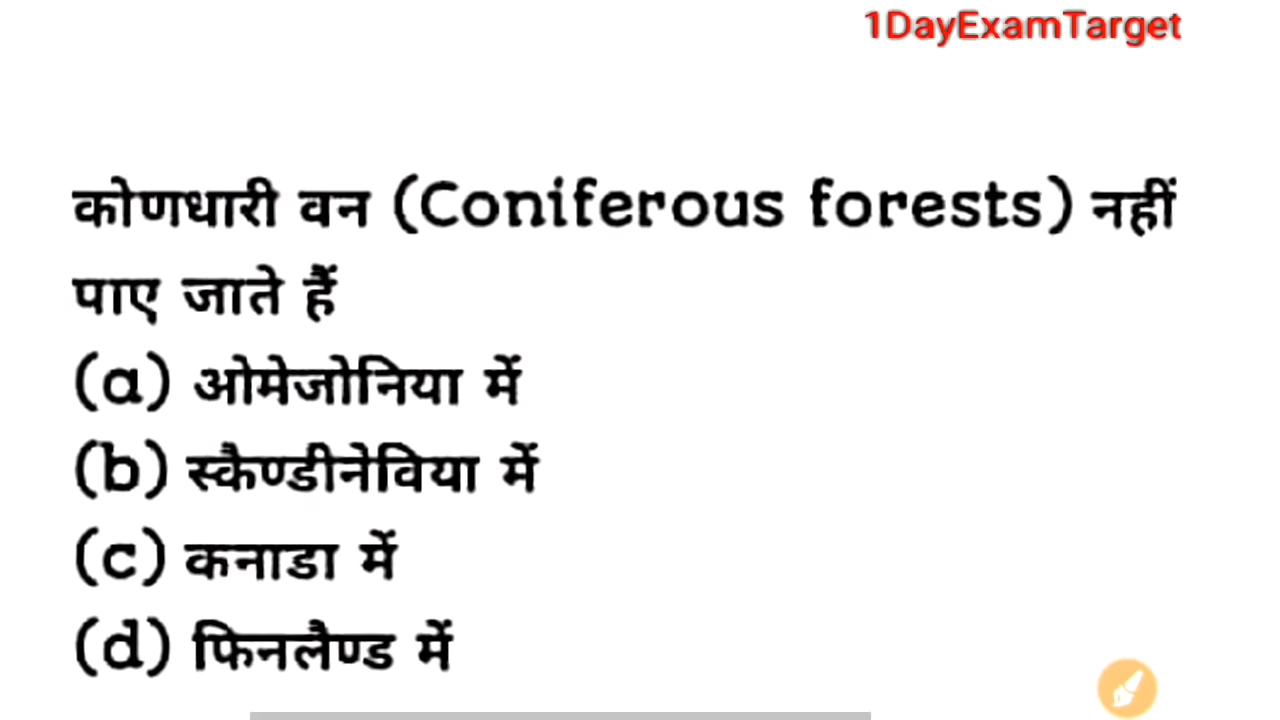 1DayExamTarget
कोणधारी वन (Coniferous forests) नहीं
पाए जाते हैं
(a) ओमेजोनिया में
(b) स्कैण्डीनेविया में
(c) कनाडा में
(d) फिनलैण्ड में